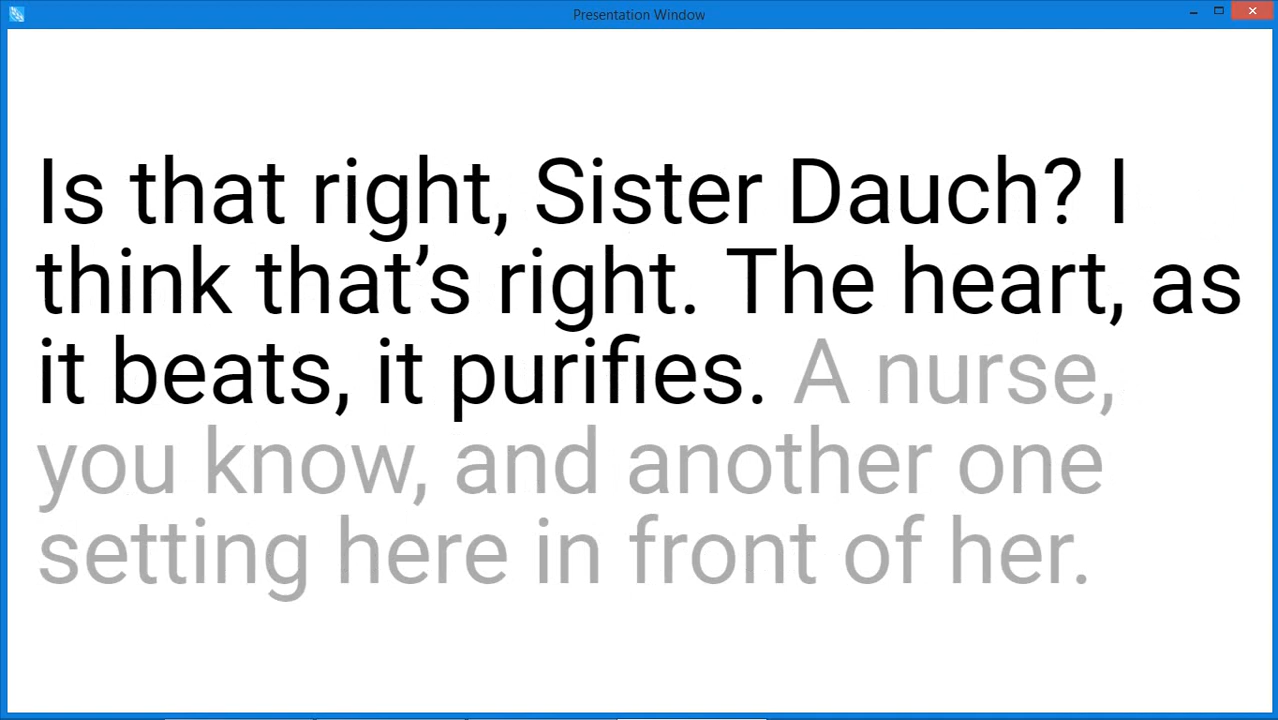 Presentation Window
Is that right, Sister Dauch? I
think that’s right. The heart, as
it beats, it purifies. A nurse,
you know, and another one
setting here in front of her.